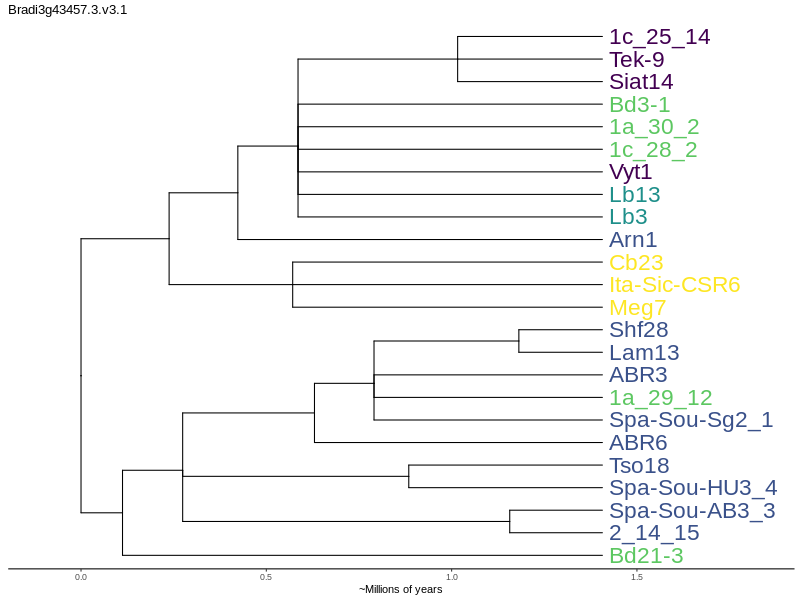 Bradi3g43457.3.v3.1
1c_25_14
Tek-9
Siat14
Bd3-1
1a_30_2
1c_28_2
Vyt1
Lb13
Lb3
Arn1
Cb23
Ita-Sic-CSR6
Meg7
Shf28
Lam13
ABR3
1a_29_12
Spa-Sou-Sg2_1
ABR6
Tso18
Spa-Sou-HU3_4
Spa-Sou-AB3_3
2_14_15
Bd21-3
0.0 0.5 1.0 1.5
~Millions of years